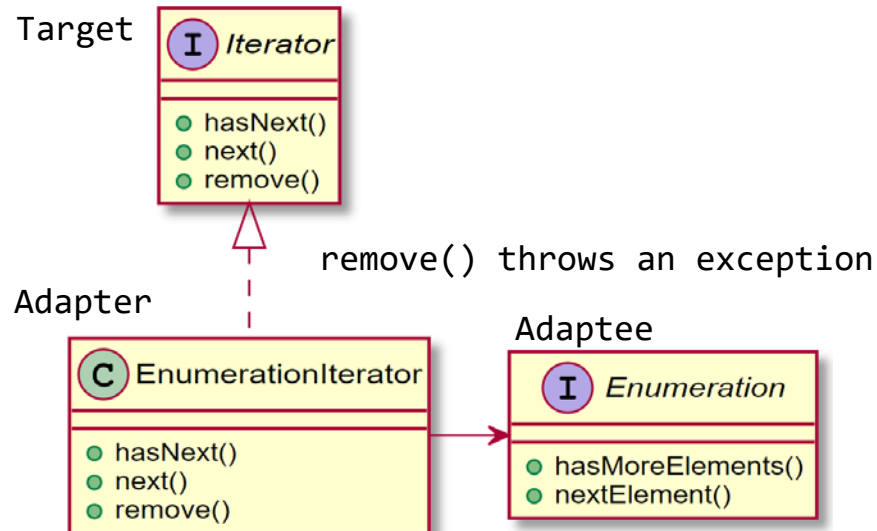 Target
I Iterator
hasNext()
next()
remove()
remove() throws an exception
Adapter
C EnumerationIterator
hasNext()
next()
remove()
Adaptee
I Enumeration
hasMoreElements()
nextElement()